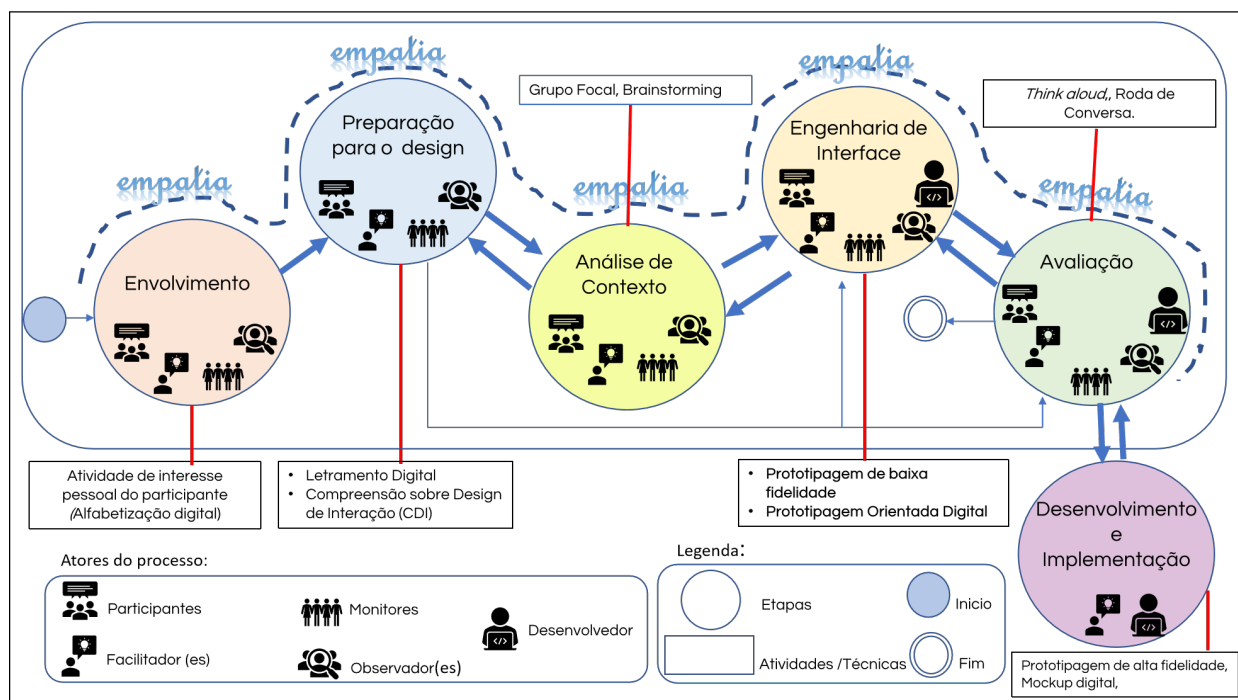 empatia
empatia
empatia
empatia
empatia
Grupo Focal, Brainstorming
Think aloud,, Roda de
Conversa.
Preparação
para o design
Engenharia de
Interface
Envolvimento
Análise de
Contexto
Avaliação
Atividade de interesse
pessoal do participante
(Alfabetização digital)
• Letramento Digital
• Compreensão sobre Design
de Interação (CDI)
• Prototipagem de baixa
fidelidade
• Prototipagem Orientada Digital
Desenvolvimento
e
Implementação
Prototipagem de alta fidelidade,
Mockup digital,
Atores do processo:
Participantes
Facilitador (es)
Monitores
Observador(es)
Desenvolvedor
Legenda:
Etapas
Atividades /Técnicas
Inicio
Fim